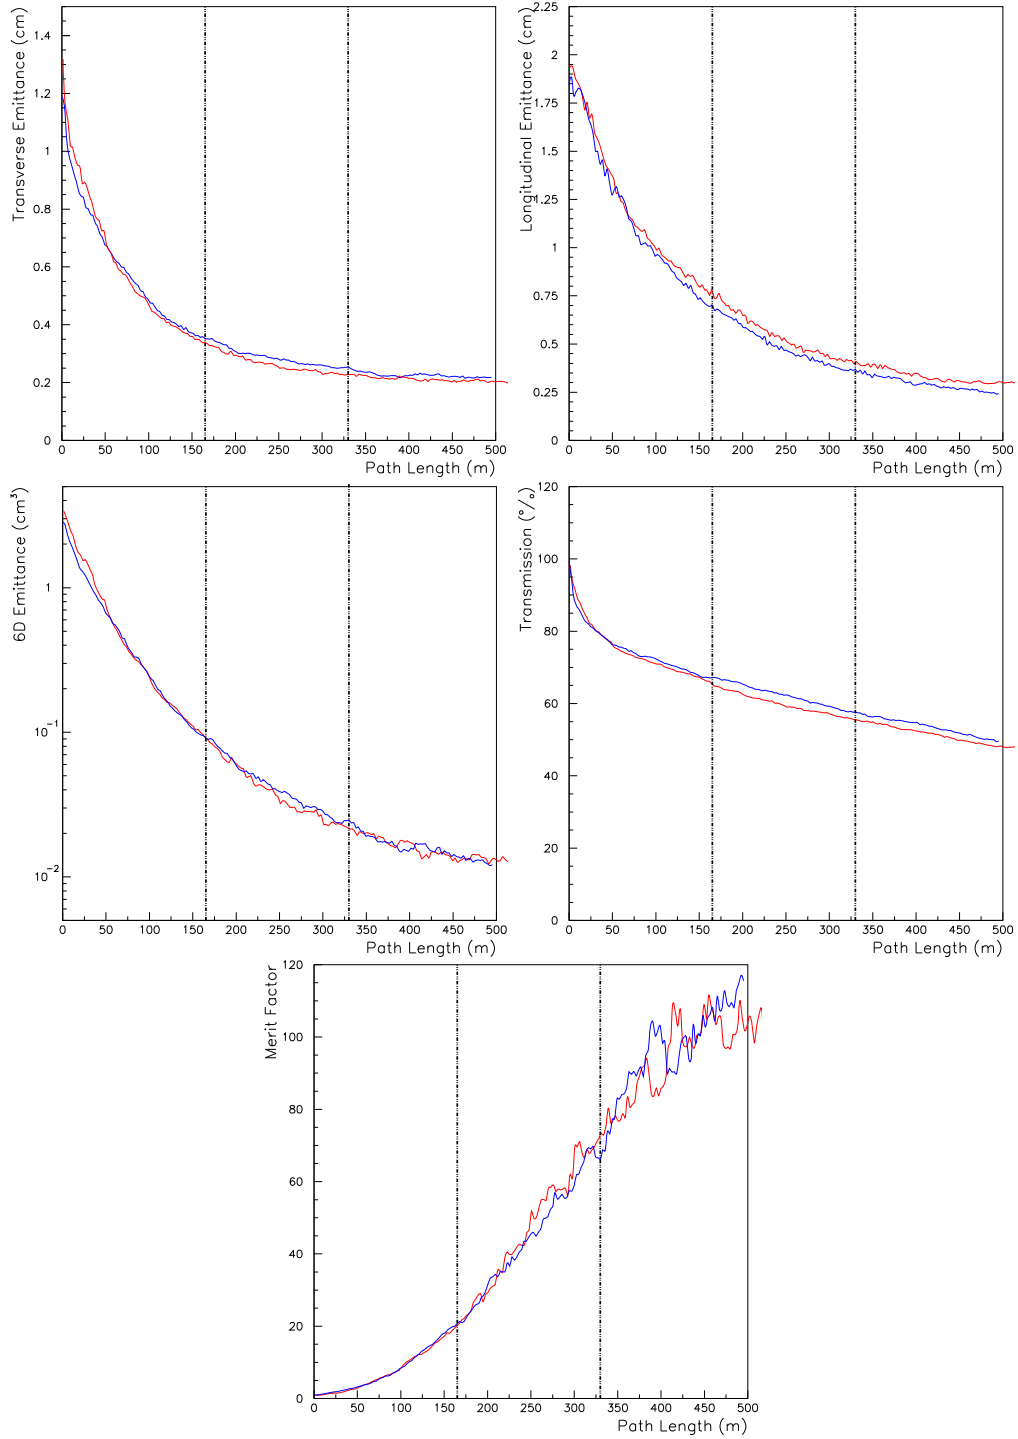 Transverse Emittance (cm)
1.4
1.2
1
0.8
0.6
0.4
0.2
0
0 50 100 150 200 250 300 350 400 450 500
Path Length (m)
Longitudinal Emittance (cm)
2.25
2
1.75
1.5
1.25
1
0.75
0.5
0.25
0
0 50 100 150 200 250 300 350 400 450 500
Path Length (m)
6D Emittance (cm³)
1
10⁻¹
10⁻²
0 50 100 150 200 250 300 350 400 450 500
Path Length (m)
Transmission (°/ₒ)
120
100
80
60
40
20
0
0 50 100 150 200 250 300 350 400 450 500
Path Length (m)
Merit Factor
120
100
80
60
40
20
0
0 50 100 150 200 250 300 350 400 450 500
Path Length (m)